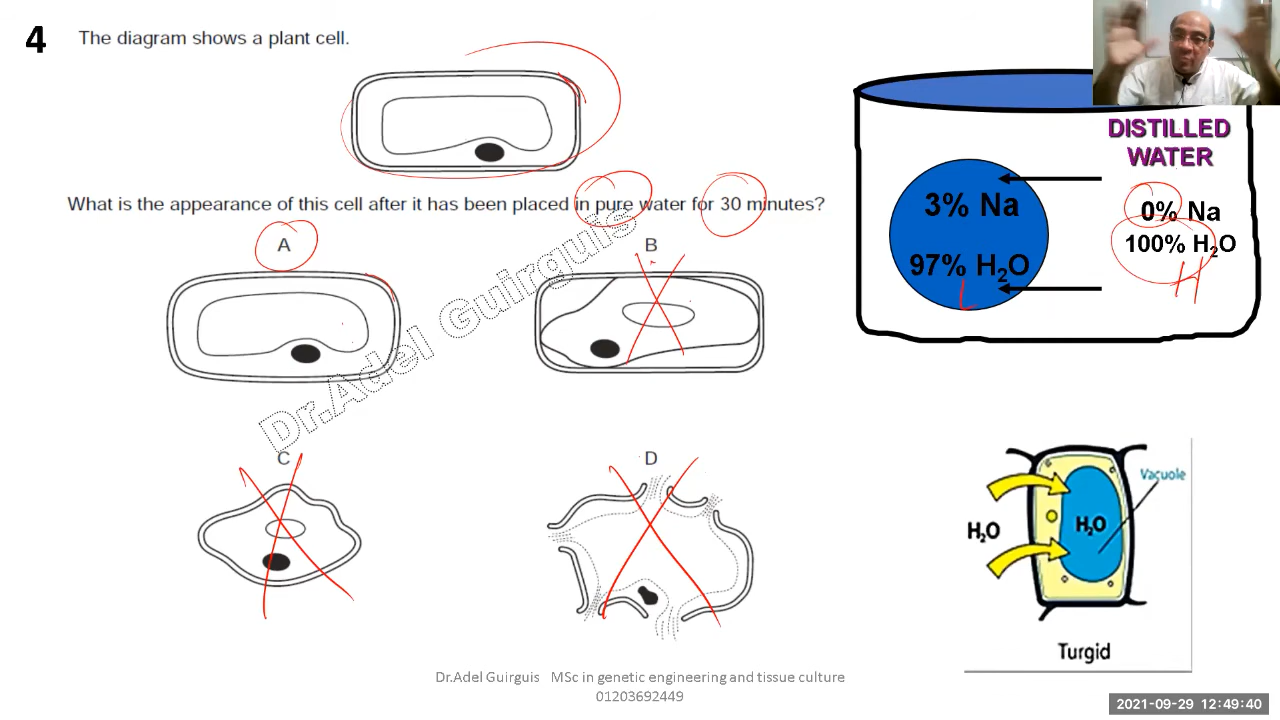 4
The diagram shows a plant cell.
What is the appearance of this cell after it has been placed in pure water for 30 minutes?
A
B
C
D
Dr.Adel Guirguis
DISTILLED
WATER
3% Na
97% H₂O
0% Na
100% H₂O
L
H
Vacuole
H₂O
H₂O
Turgid
Dr.Adel Guirguis MSc in genetic engineering and tissue culture
01203692449
2021-09-29 12:49:40